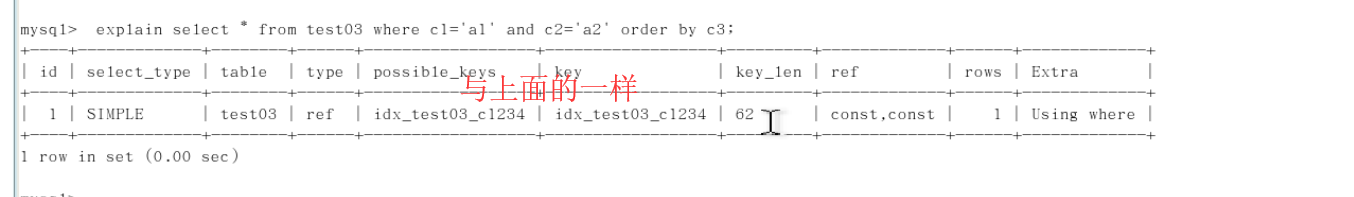 mysql> explain select * from test03 where c1='a1' and c2='a2' order by c3;
| id | select_type | table | type | possible_keys | key | key_len | ref | rows | Extra |
与上面的一样
| 1 | SIMPLE | test03 | ref | idx_test03_c1234 | idx_test03_c1234 | 62 | const,const | 1 | Using where |
1 row in set (0.00 sec)
mysql>